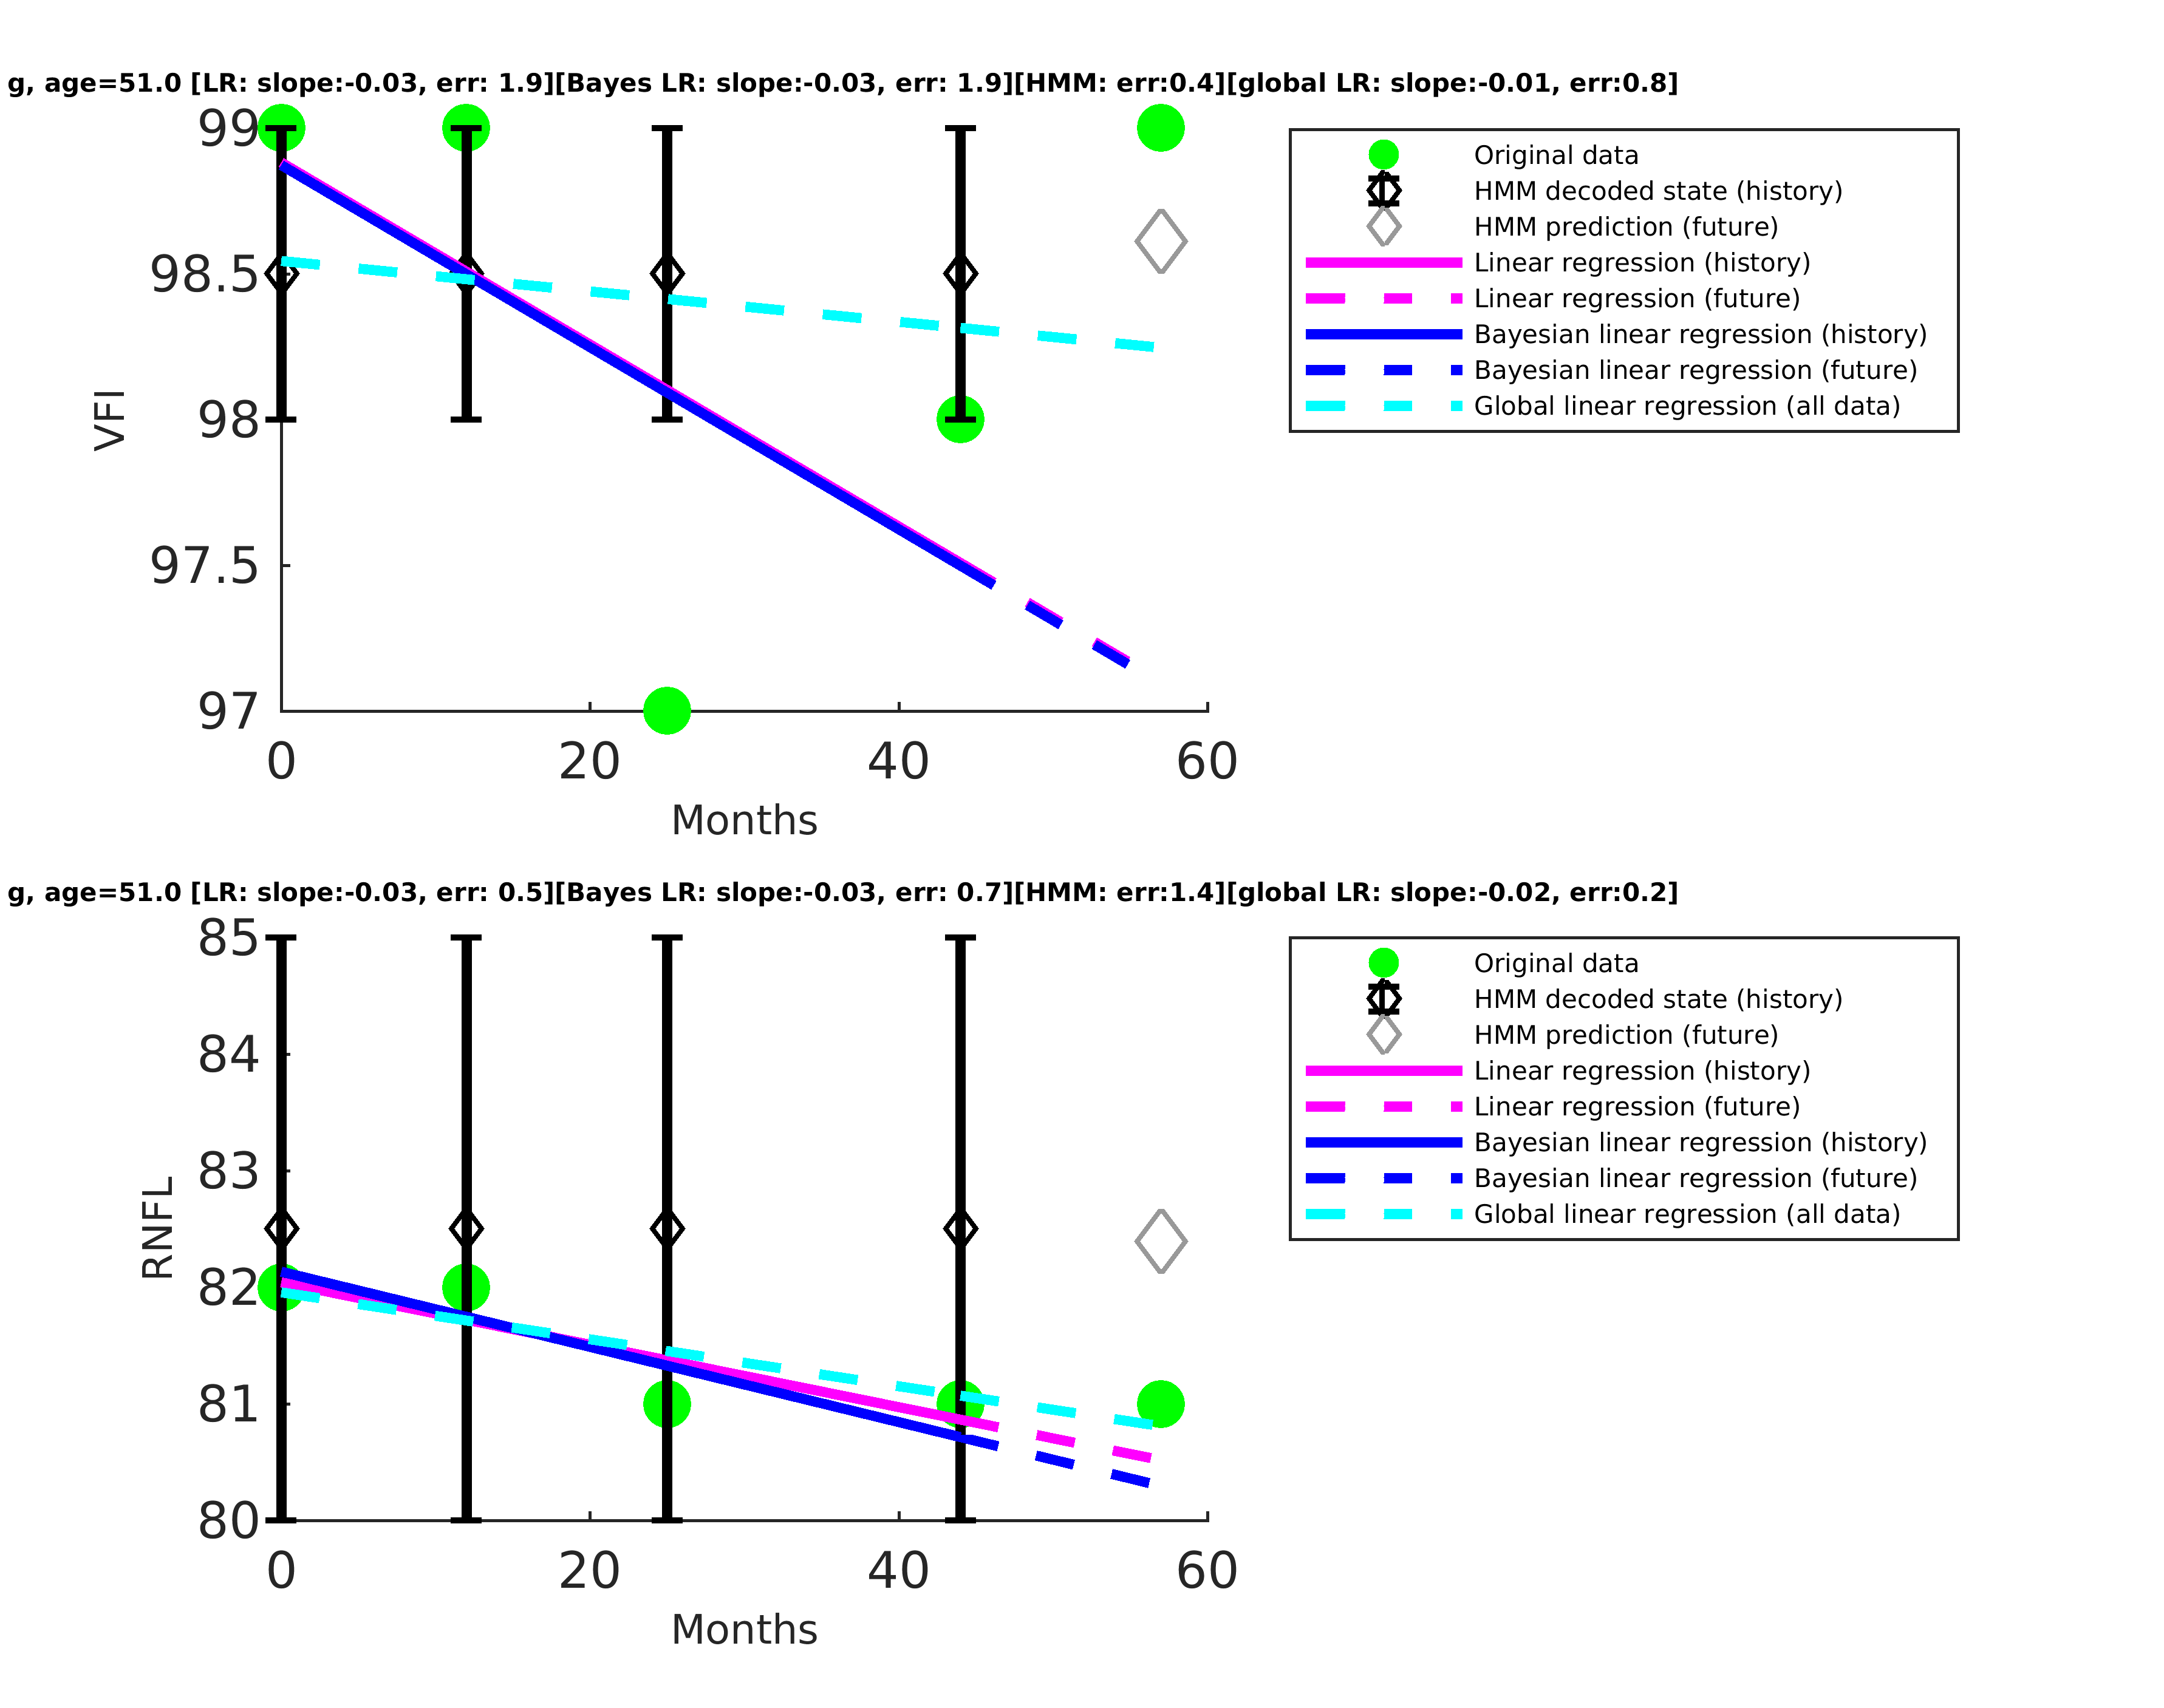 g, age=51.0 [LR: slope:-0.03, err: 1.9][Bayes LR: slope:-0.03, err: 1.9][HMM: err:0.4][global LR: slope:-0.01, err:0.8]
99
98.5
98
97.5
97
VFI
0 20 40 60
Months
Original data
HMM decoded state (history)
HMM prediction (future)
Linear regression (history)
Linear regression (future)
Bayesian linear regression (history)
Bayesian linear regression (future)
Global linear regression (all data)
g, age=51.0 [LR: slope:-0.03, err: 0.5][Bayes LR: slope:-0.03, err: 0.7][HMM: err:1.4][global LR: slope:-0.02, err:0.2]
85
84
83
82
81
80
RNFL
0 20 40 60
Months
Original data
HMM decoded state (history)
HMM prediction (future)
Linear regression (history)
Linear regression (future)
Bayesian linear regression (history)
Bayesian linear regression (future)
Global linear regression (all data)